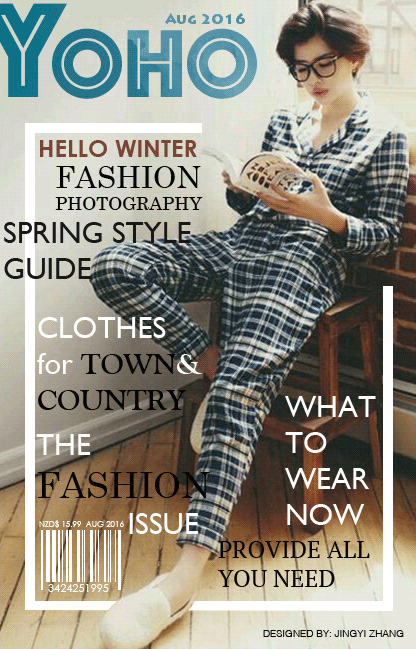 Aug 2016
YOHO
HELLO WINTER
FASHION
PHOTOGRAPHY
SPRING STYLE
GUIDE
CLOTHES
for TOWN&
COUNTRY
THE
FASHION
ISSUE
NZD$ 15.99 AUG 2016
3424251995
WHAT
TO
WEAR
NOW
PROVIDE ALL
YOU NEED
DESIGNED BY: JINGYI ZHANG